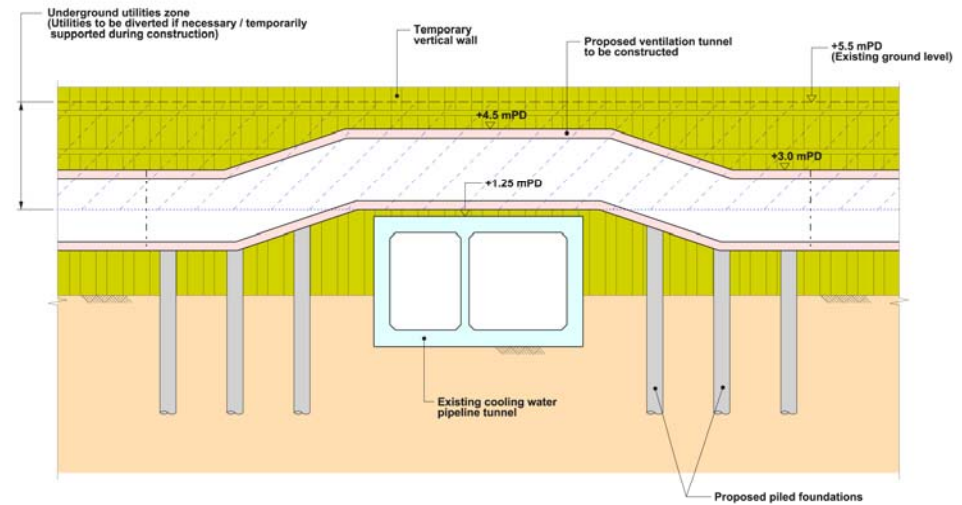 Underground utilities zone
(Utilities to be diverted if necessary / temporarily
supported during construction)
Temporary
vertical wall
Proposed ventilation tunnel
to be constructed
+5.5 mPD
(Existing ground level)
+4.5 mPD
+3.0 mPD
+1.25 mPD
Existing cooling water
pipeline tunnel
Proposed piled foundations